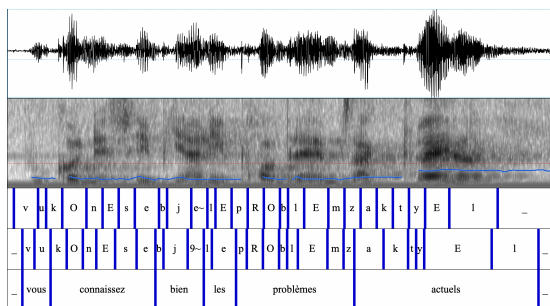 v u k O n E s e b j e~ l E p R O b l E m z a k t y E l _
_ v u k O n E s e b j 9~ l e p R O b l E m z a k t y E l _
_ vous connaissez bien les problèmes actuels _